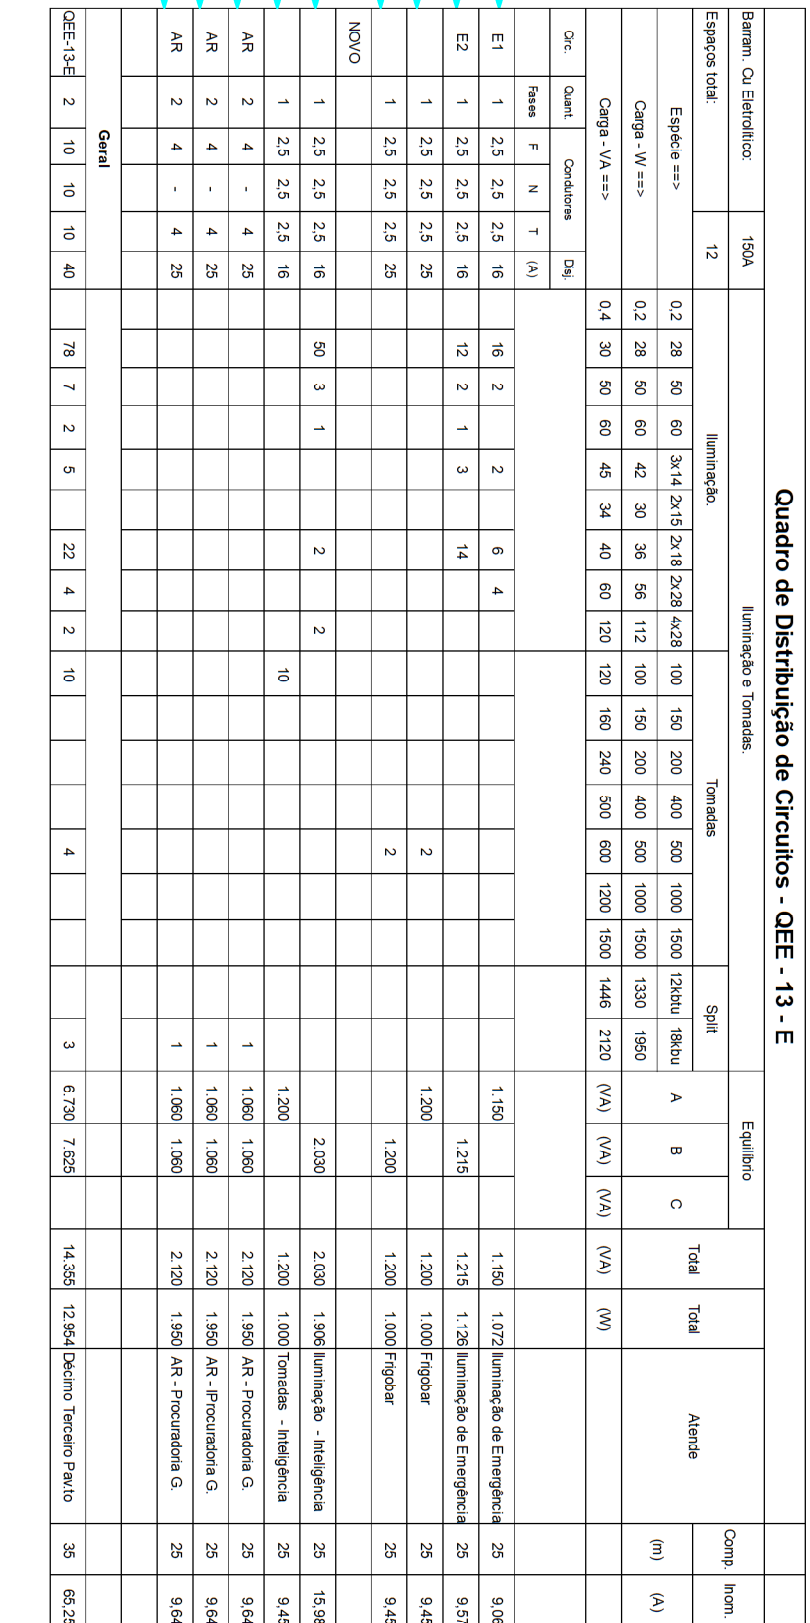 Quadro de Distribuição de Circuitos - QEE - 13 - E
Barram. Cu Eletrolítico: 150A Iluminação e Tomadas. Equilíbrio Total Total Atende Comp. Inom.
Espaços total: 12 Iluminação. Tomadas Split
Espécie ==> 0,2 28 50 60 3x14 2x15 2x18 2x28 4x28 100 150 200 400 500 1000 1500 12kbtu 18kbu A B C
Carga - W ==> 0,2 28 50 60 42 30 36 56 112 100 150 200 400 500 1000 1500 1330 1950 (m) (A)
Carga - VA ==> 0,4 30 50 60 45 34 40 60 120 120 160 240 500 600 1200 1500 1446 2120 (VA) (VA) (VA) (VA) (W)
Circ. Quant. Condutores Disj.
Fases F N T (A)
E1 1 2,5 2,5 2,5 16 16 2 2 6 4 1.150 1.150 1.072 Iluminação de Emergência 25 9,06
E2 1 2,5 2,5 2,5 16 12 2 1 3 14 1.215 1.215 1.126 Iluminação de Emergência 25 9,57
1 2,5 2,5 2,5 25 2 1.200 1.200 1.000 Frigobar 25 9,45
1 2,5 2,5 2,5 25 2 1.200 1.200 1.000 Frigobar 25 9,45
NOVO
1 2,5 2,5 2,5 16 50 3 1 2 2 2.030 2.030 1.906 Iluminação - Inteligência 25 15,98
1 2,5 2,5 2,5 16 10 1.200 1.200 1.000 Tomadas - Inteligência 25 9,45
AR 2 4 - 4 25 1 1.060 1.060 2.120 1.950 AR - Procuradoria G. 25 9,64
AR 2 4 - 4 25 1 1.060 1.060 2.120 1.950 AR - IProcuradoria G. 25 9,64
AR 2 4 - 4 25 1 1.060 1.060 2.120 1.950 AR - Procuradoria G. 25 9,64
Geral
QEE-13-E 2 10 10 10 40 78 7 2 5 22 4 2 10 4 3 6.730 7.625 14.355 12.954 Décimo Terceiro Pav.to 35 65,25